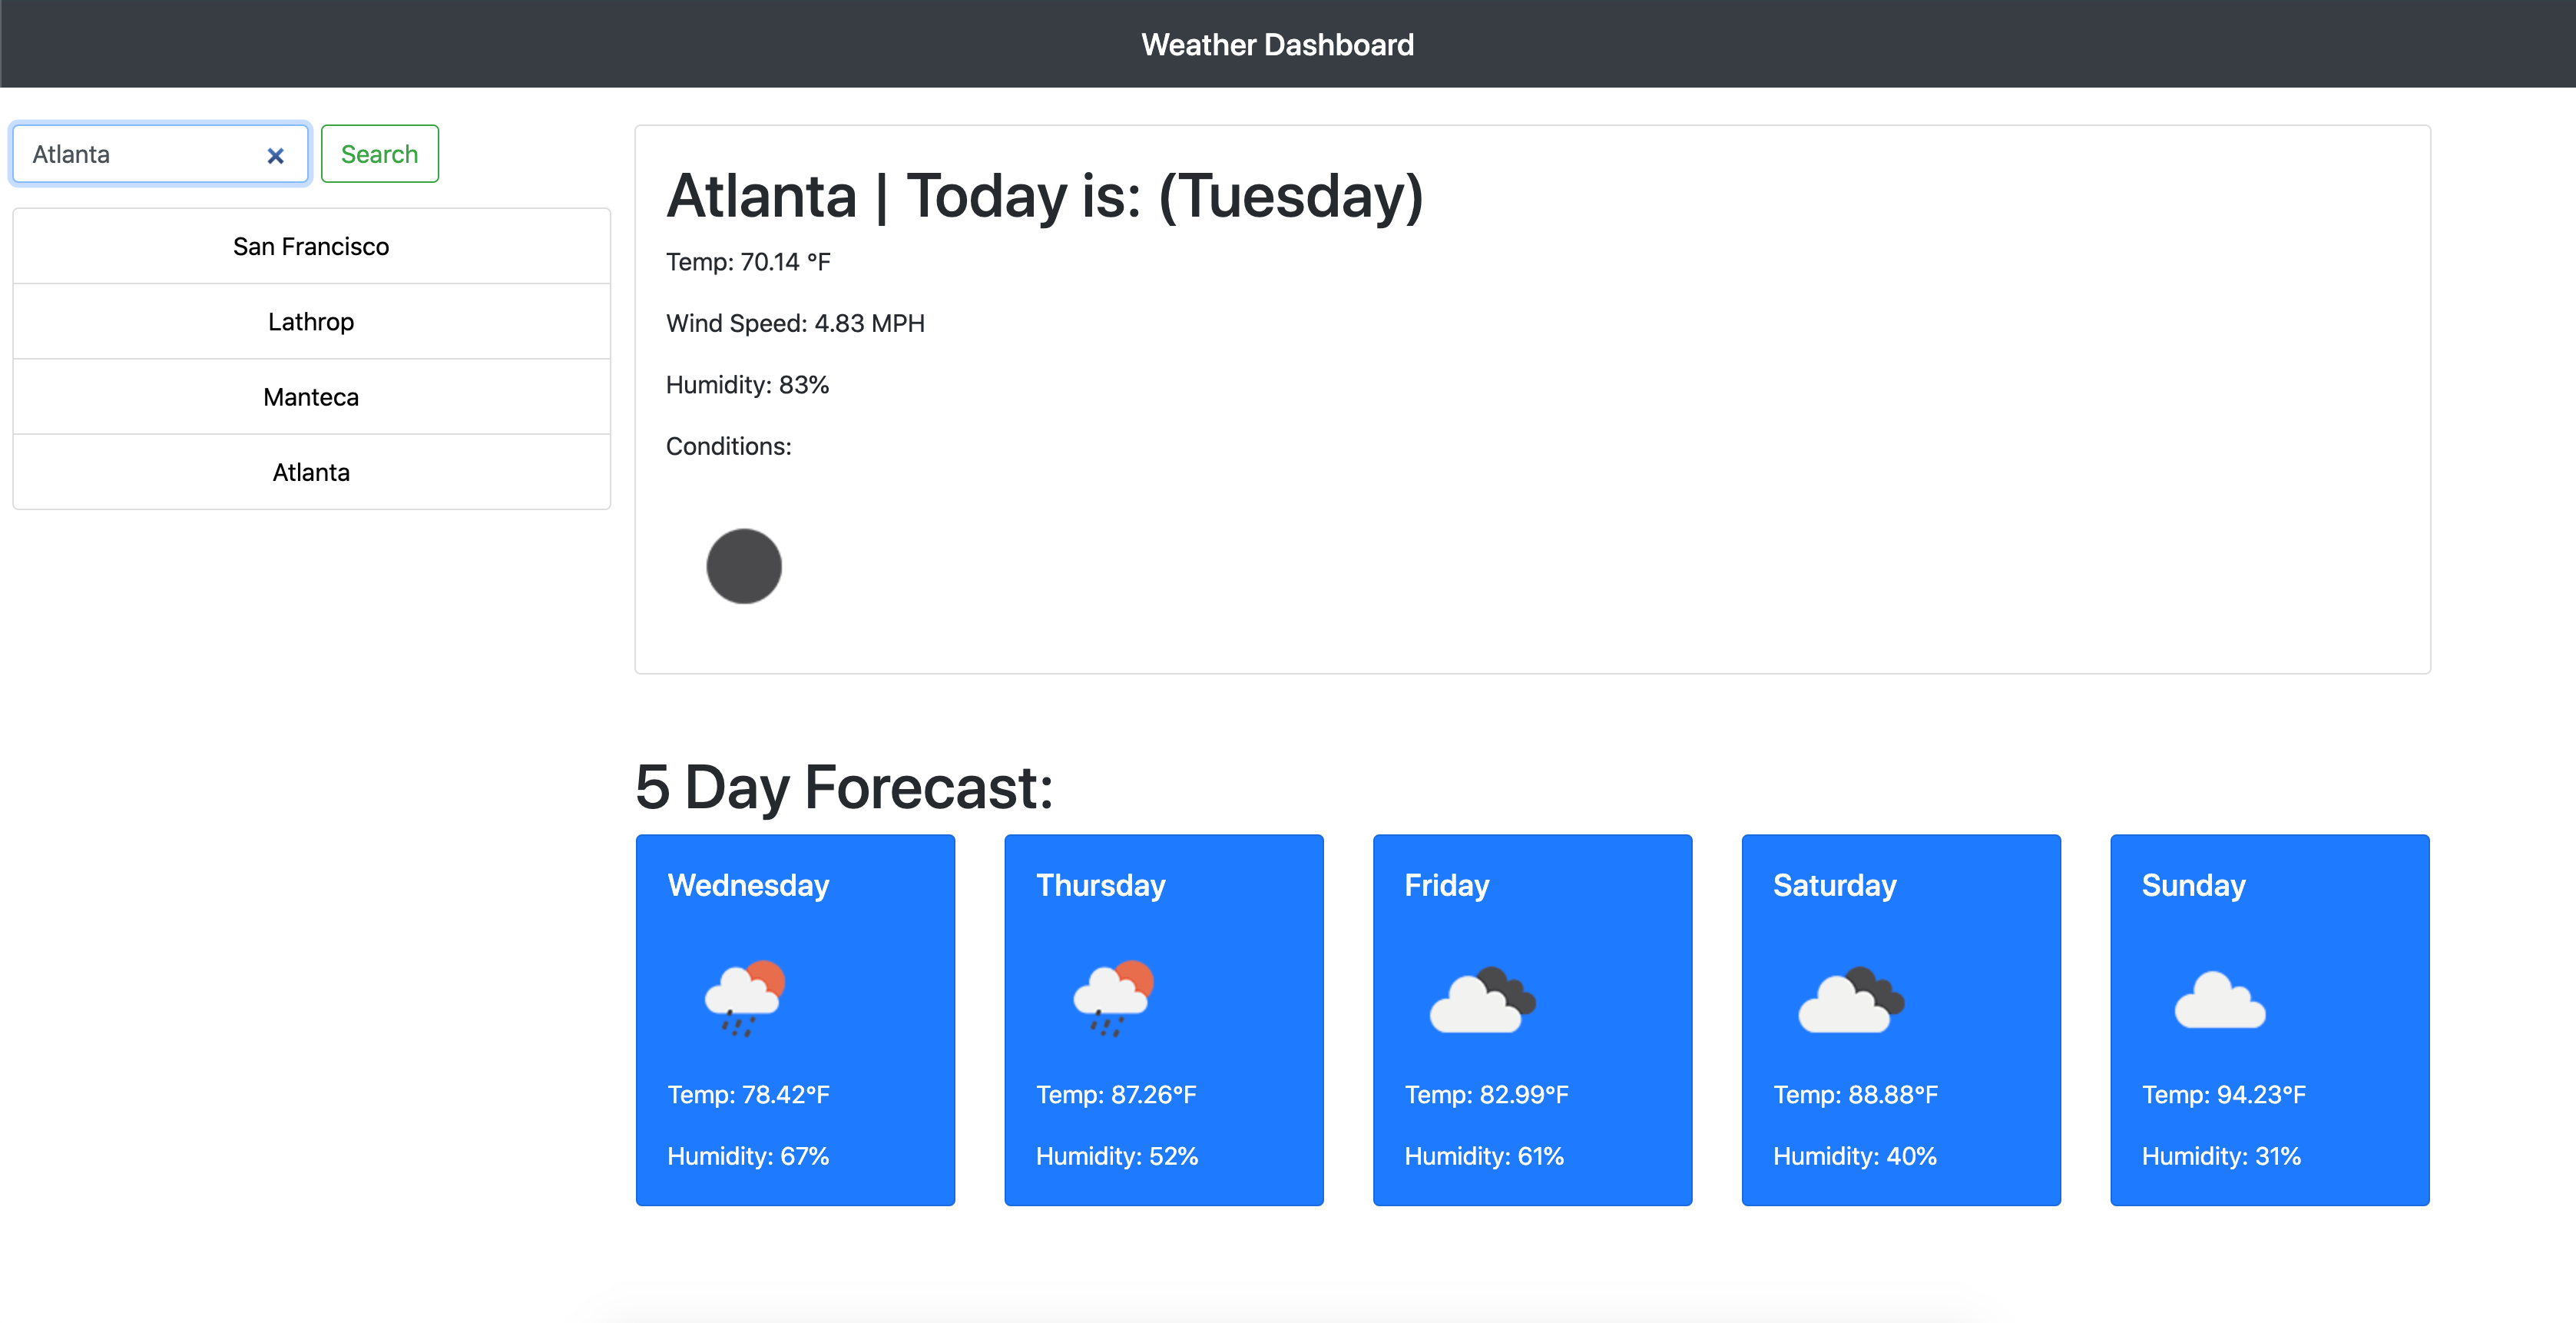 Weather Dashboard
Atlanta
Search
San Francisco
Lathrop
Manteca
Atlanta
Atlanta | Today is: (Tuesday)
Temp: 70.14 °F
Wind Speed: 4.83 MPH
Humidity: 83%
Conditions:
5 Day Forecast:
Wednesday
Temp: 78.42°F
Humidity: 67%
Thursday
Temp: 87.26°F
Humidity: 52%
Friday
Temp: 82.99°F
Humidity: 61%
Saturday
Temp: 88.88°F
Humidity: 40%
Sunday
Temp: 94.23°F
Humidity: 31%